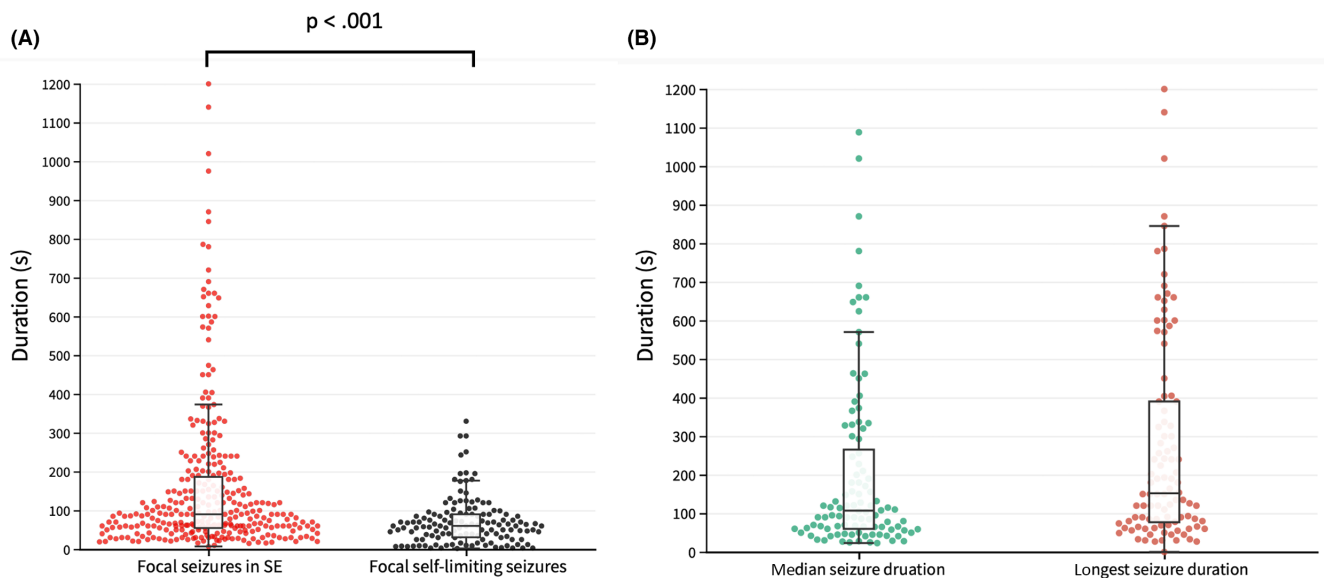 (A)
p < .001
Duration (s)
1200
1100
1000
900
800
700
600
500
400
300
200
100
0
Focal seizures in SE
Focal self-limiting seizures
(B)
Duration (s)
1200
1100
1000
900
800
700
600
500
400
300
200
100
0
Median seizure druation
Longest seizure duration